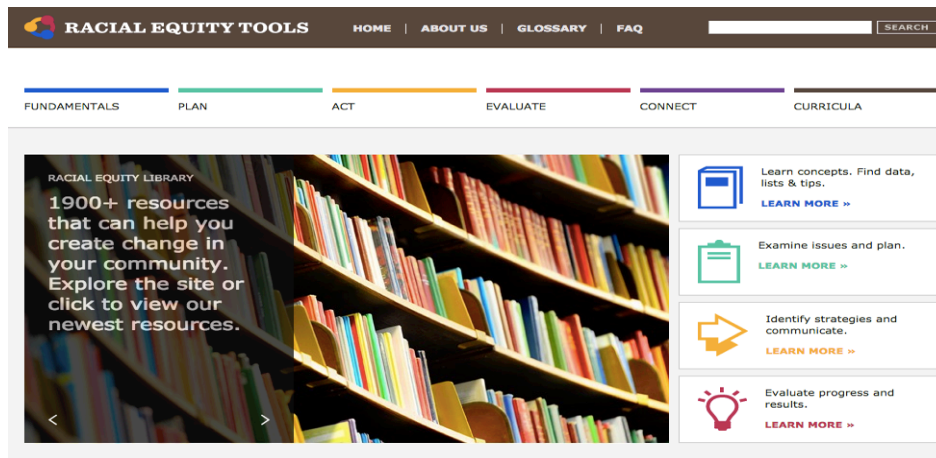 RACIAL EQUITY TOOLS
HOME | ABOUT US | GLOSSARY | FAQ
SEARCH
FUNDAMENTALS
PLAN
ACT
EVALUATE
CONNECT
CURRICULA
RACIAL EQUITY LIBRARY
1900+ resources
that can help you
create change in
your community.
Explore the site or
click to view our
newest resources.
< >
Learn concepts. Find data,
lists & tips.
LEARN MORE »
Examine issues and plan.
LEARN MORE »
Identify strategies and
communicate.
LEARN MORE »
Evaluate progress and
results.
LEARN MORE »